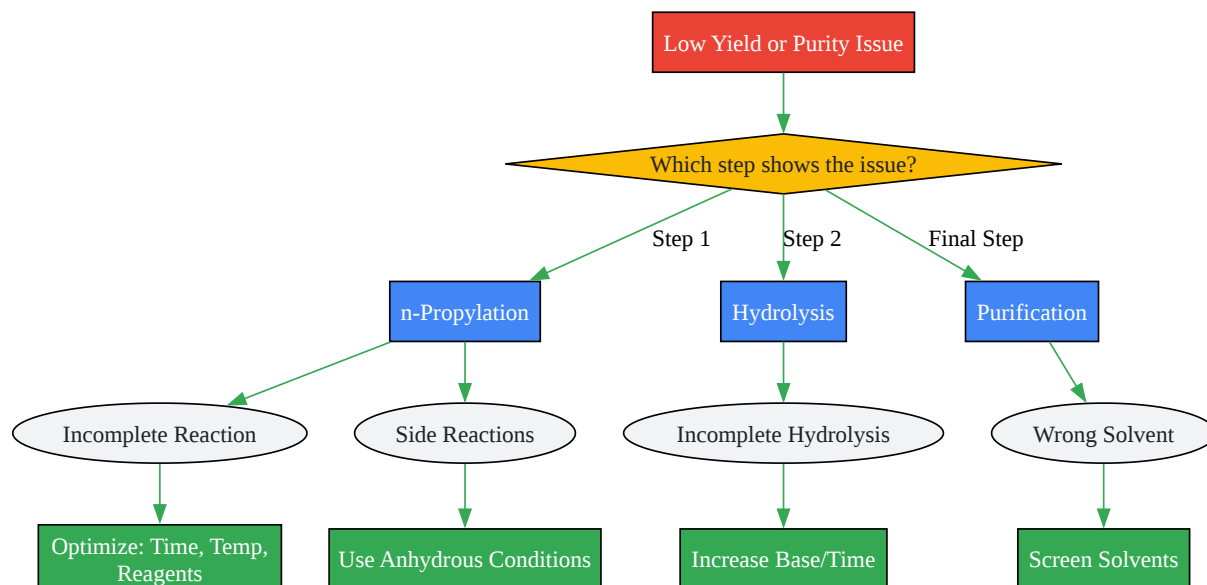 Low Yield or Purity Issue
Which step shows the issue?
Step 1
Step 2
Final Step
n-Propylation
Hydrolysis
Purification
Incomplete Reaction
Side Reactions
Incomplete Hydrolysis
Wrong Solvent
Optimize: Time, Temp,
Reagents
Use Anhydrous Conditions
Increase Base/Time
Screen Solvents